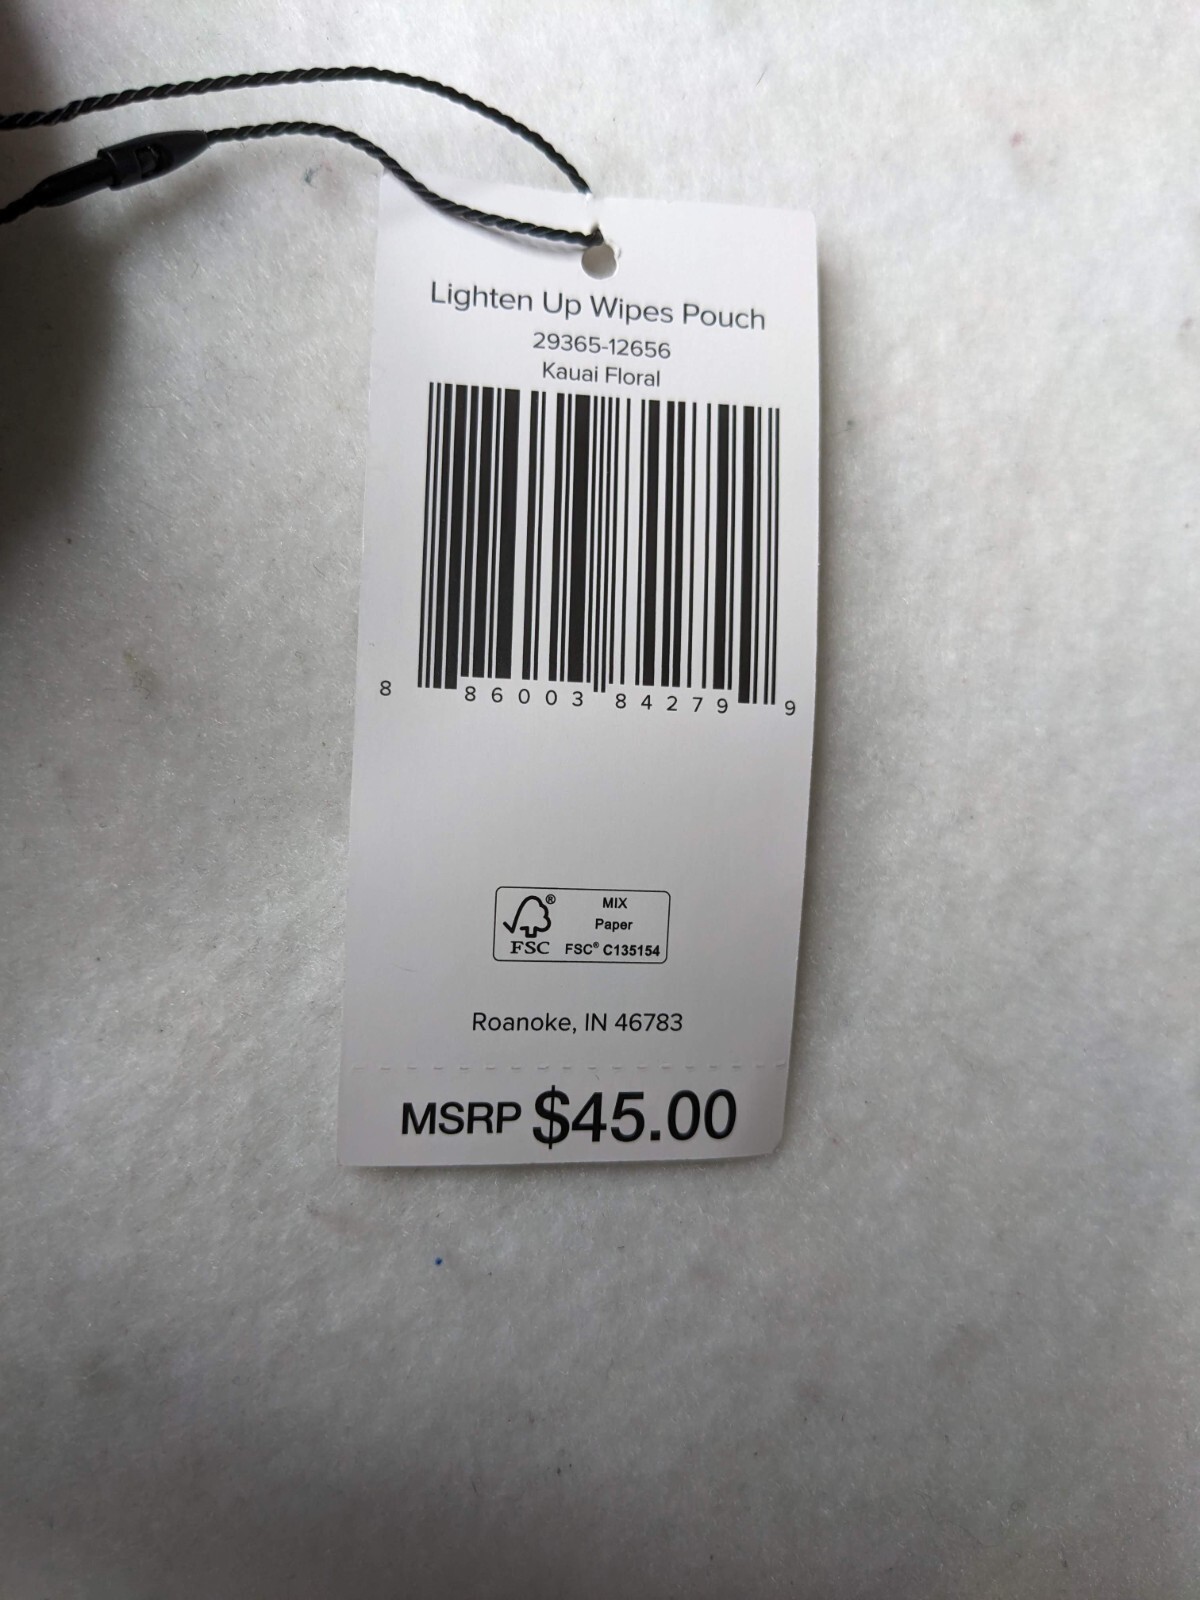 Lighten Up Wipes Pouch
29365-12656
Kauai Floral
8 86003 84279 9
MIX
Paper
FSC® C135154
FSC
®
Roanoke, IN 46783
MSRP $45.00